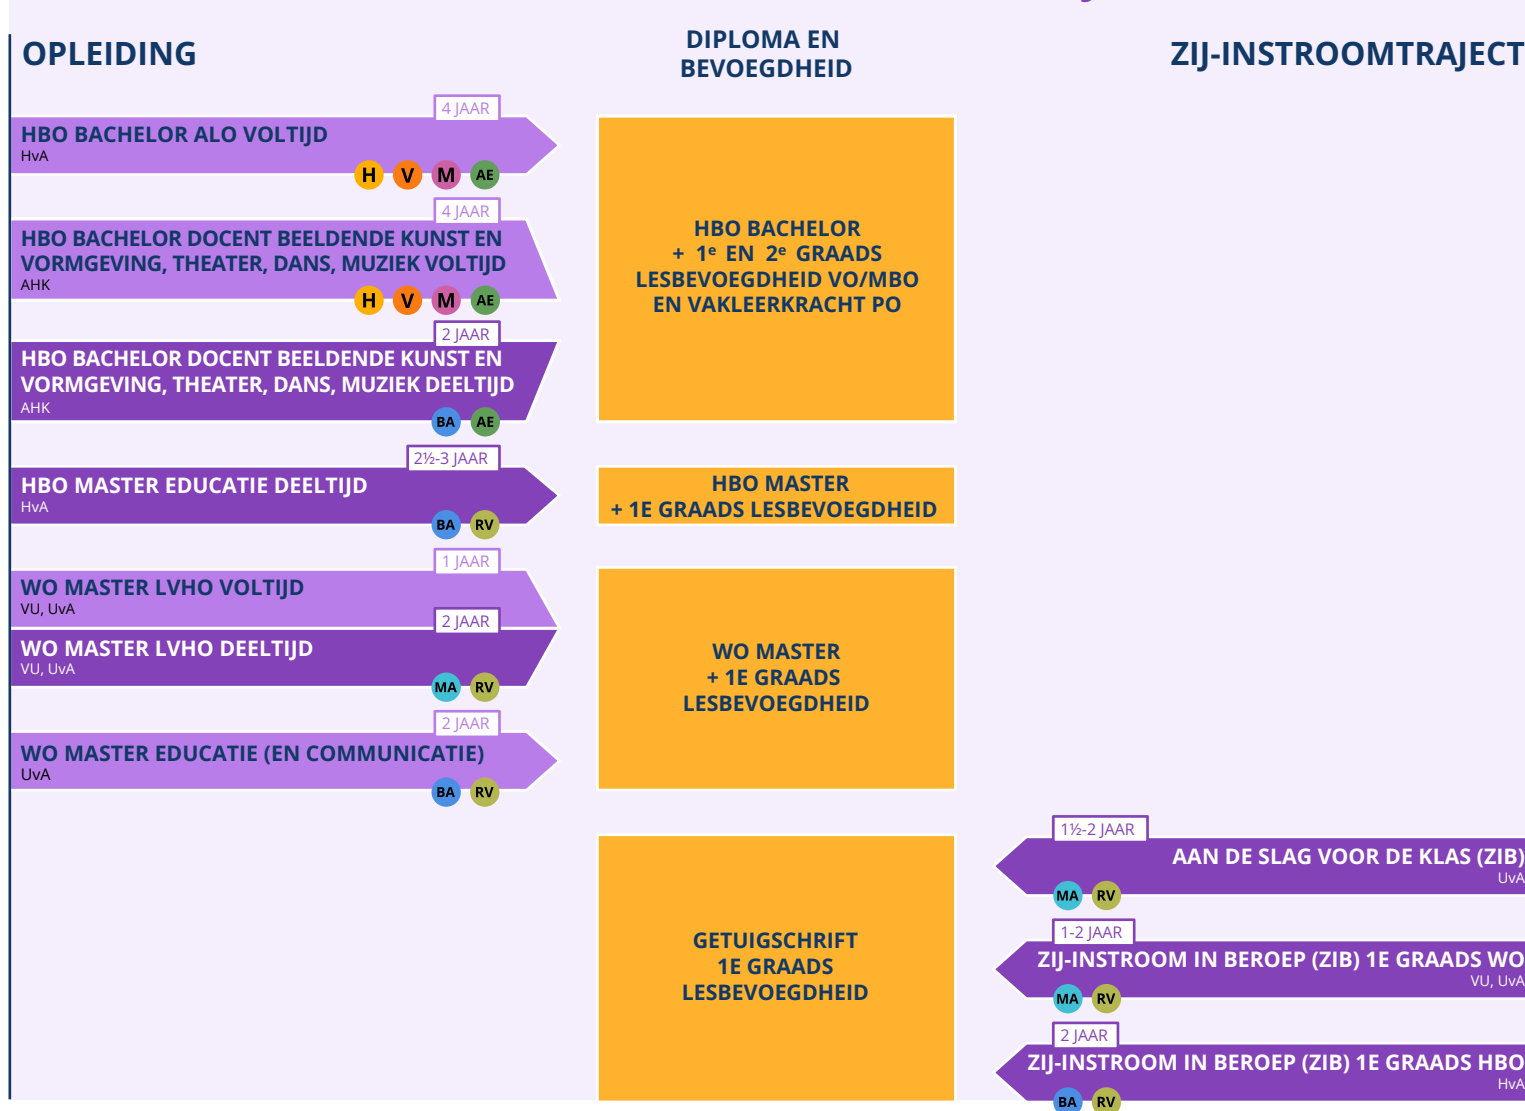 OPLEIDING
DIPLOMA EN
BEVOEGDHEID
ZIJ-INSTROOMTRAJECT
4 JAAR
HBO BACHELOR ALO VOLTIJD
HvA
H V M AE
4 JAAR
HBO BACHELOR DOCENT BEELDENDE KUNST EN
VORMGEVING, THEATER, DANS, MUZIEK VOLTIJD
AHK
H V M AE
2 JAAR
HBO BACHELOR DOCENT BEELDENDE KUNST EN
VORMGEVING, THEATER, DANS, MUZIEK DEELTIJD
AHK
BA AE
HBO BACHELOR
+ 1ᵉ EN 2ᵉ GRAADS
LESBEVOEGDHEID VO/MBO
EN VAKLEERKRACHT PO
2½-3 JAAR
HBO MASTER EDUCATIE DEELTIJD
HvA
BA RV
HBO MASTER
+ 1E GRAADS LESBEVOEGDHEID
1 JAAR
WO MASTER LVHO VOLTIJD
VU, UvA
2 JAAR
WO MASTER LVHO DEELTIJD
VU, UvA
MA RV
2 JAAR
WO MASTER EDUCATIE (EN COMMUNICATIE)
UvA
BA RV
WO MASTER
+ 1E GRAADS
LESBEVOEGDHEID
GETUIGSCHRIFT
1E GRAADS
LESBEVOEGDHEID
1½-2 JAAR
AAN DE SLAG VOOR DE KLAS (ZIB)
UvA
MA RV
1-2 JAAR
ZIJ-INSTROOM IN BEROEP (ZIB) 1E GRAADS WO
VU, UvA
MA RV
2 JAAR
ZIJ-INSTROOM IN BEROEP (ZIB) 1E GRAADS HBO
HvA
BA RV